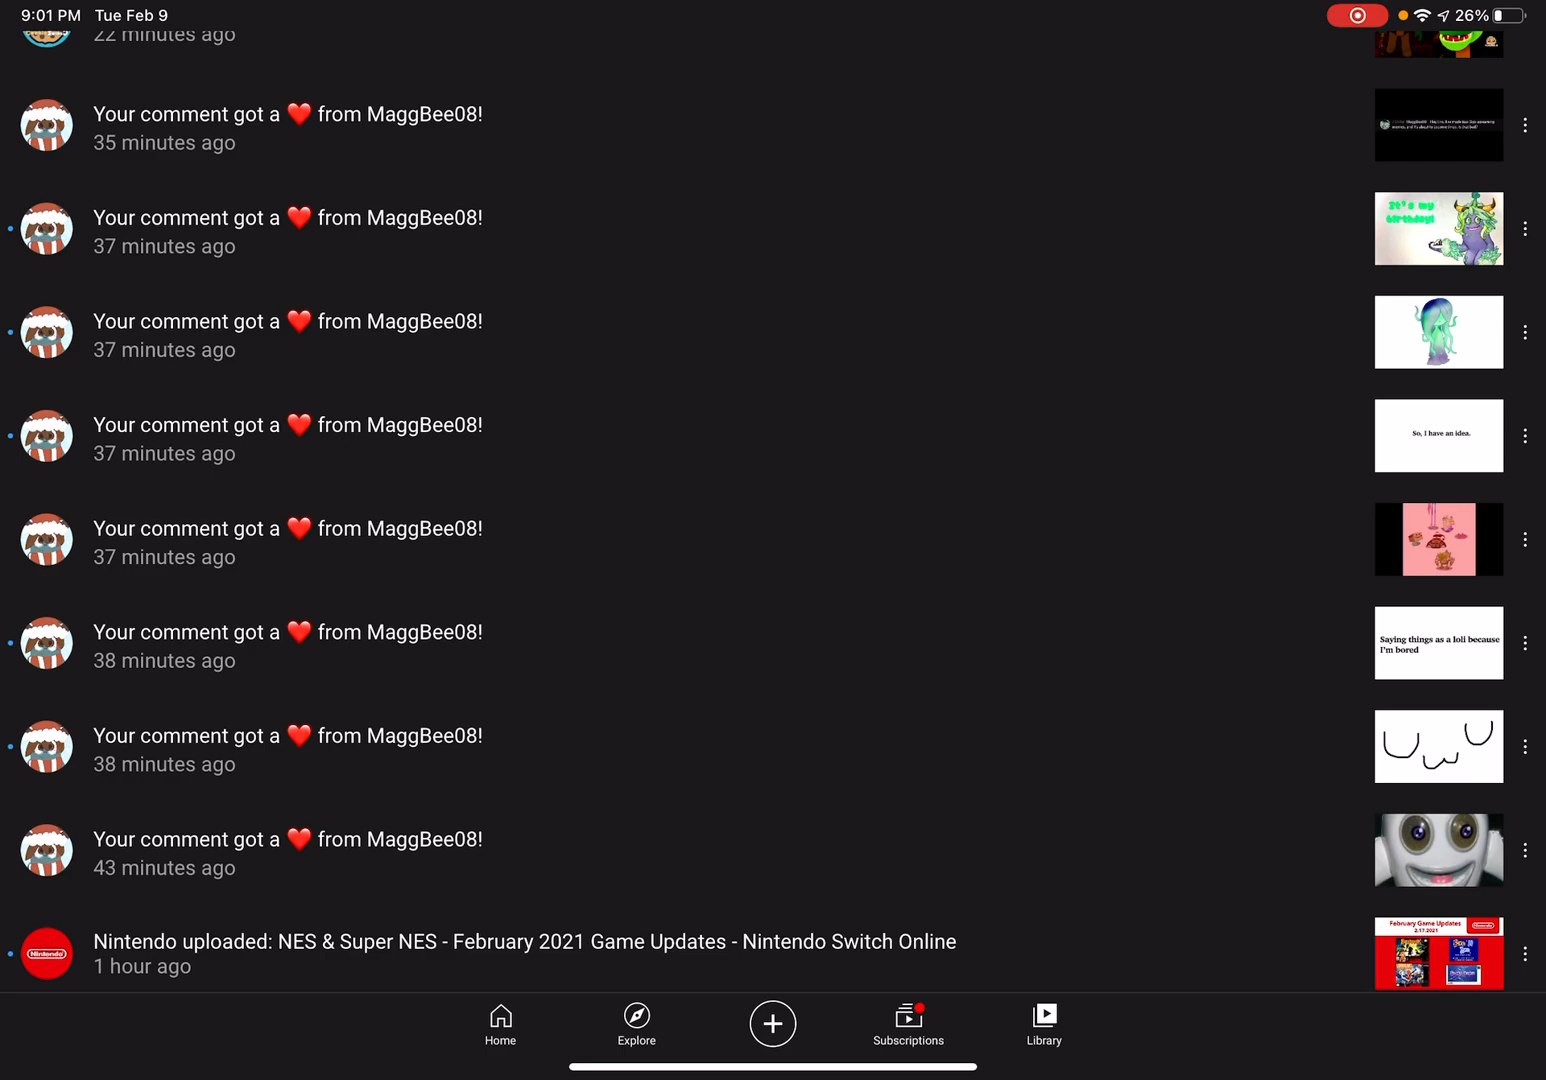 9:01 PM Tue Feb 9
26%
22 minutes ago
Your comment got a ❤️ from MaggBee08!
35 minutes ago
Your comment got a ❤️ from MaggBee08!
37 minutes ago
It's my
birthday!
Your comment got a ❤️ from MaggBee08!
37 minutes ago
Your comment got a ❤️ from MaggBee08!
37 minutes ago
So, I have an idea.
Your comment got a ❤️ from MaggBee08!
37 minutes ago
Your comment got a ❤️ from MaggBee08!
38 minutes ago
Saying things as a loli because
I'm bored
Your comment got a ❤️ from MaggBee08!
38 minutes ago
Your comment got a ❤️ from MaggBee08!
43 minutes ago
Nintendo
Nintendo uploaded: NES & Super NES - February 2021 Game Updates - Nintendo Switch Online
1 hour ago
February Game Updates
2.17.2021
Nintendo
Home
Explore
Subscriptions
Library